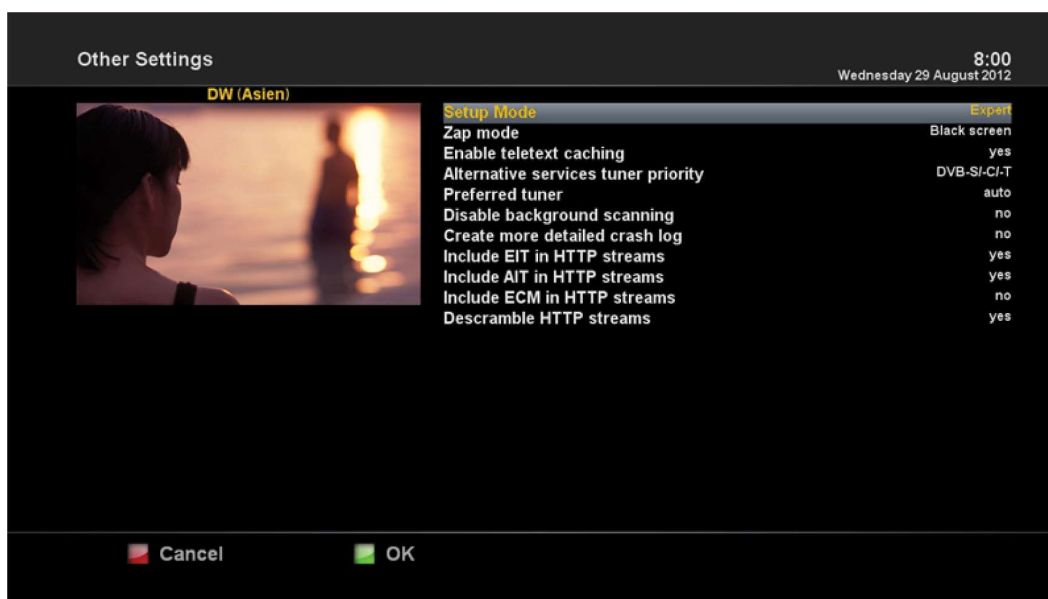 Other Settings
8:00
Wednesday 29 August 2012
DW (Asien)
Setup Mode Expert
Zap mode Black screen
Enable teletext caching yes
Alternative services tuner priority DVB-S/-C/-T
Preferred tuner auto
Disable background scanning no
Create more detailed crash log no
Include EIT in HTTP streams yes
Include AIT in HTTP streams yes
Include ECM in HTTP streams no
Descramble HTTP streams yes
Cancel OK